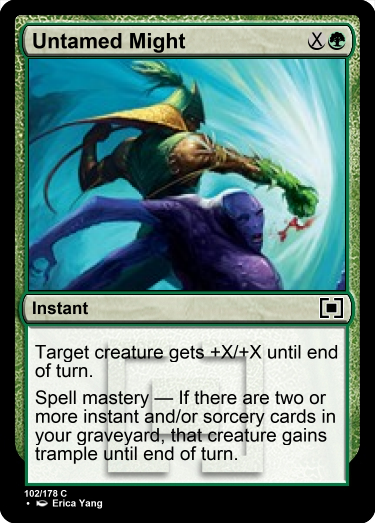 Untamed Might X
Instant
Target creature gets +X/+X until end
of turn.
Spell mastery — If there are two or
more instant and/or sorcery cards in
your graveyard, that creature gains
trample until end of turn.
102/178 C
• Erica Yang